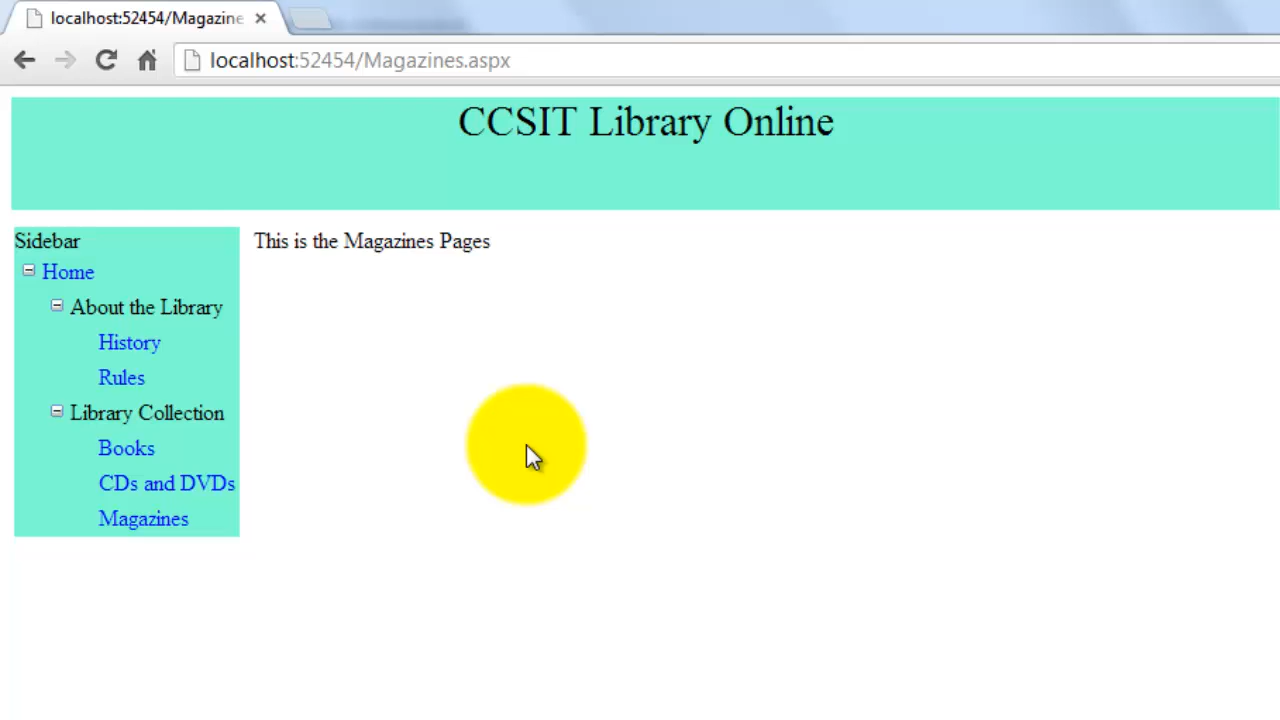 localhost:52454/Magazine
localhost:52454/Magazines.aspx
CCSIT Library Online
Sidebar
This is the Magazines Pages
Home
About the Library
History
Rules
Library Collection
Books
CDs and DVDs
Magazines